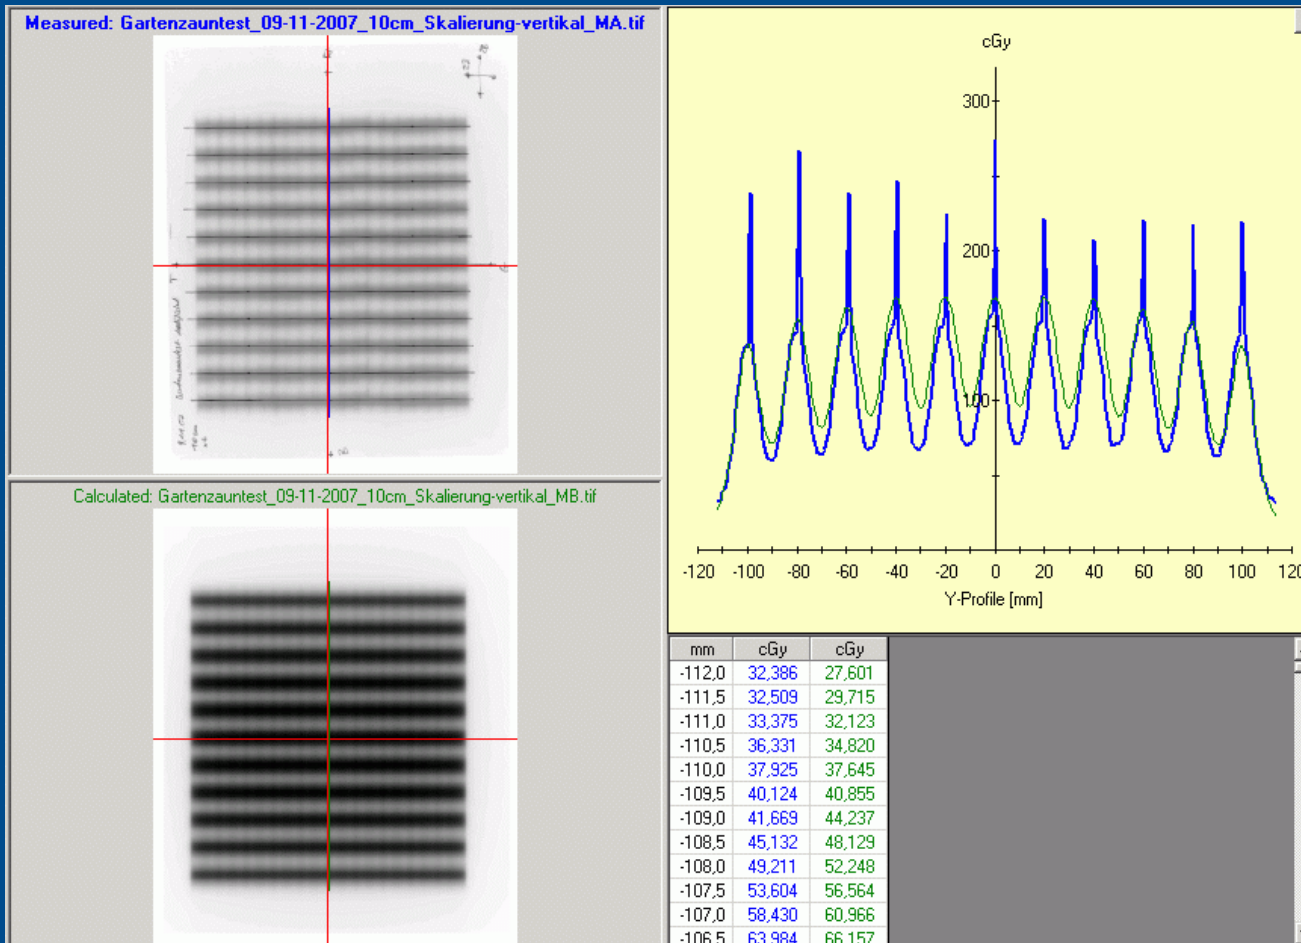 Measured: Gartenzauntest_09-11-2007_10cm_Skalierung-vertikal_MA.tif
Calculated: Gartenzauntest_09-11-2007_10cm_Skalierung-vertikal_MB.tif
cGy
300
200
100
-120 -100 -80 -60 -40 -20 0 20 40 60 80 100 120
Y-Profile [mm]
mm cGy cGy
-112,0 32,386 27,601
-111,5 32,509 29,715
-111,0 33,375 32,123
-110,5 36,331 34,820
-110,0 37,925 37,645
-109,5 40,124 40,855
-109,0 41,669 44,237
-108,5 45,132 48,129
-108,0 49,211 52,248
-107,5 53,604 56,564
-107,0 58,430 60,966
-106,5 63,984 66,157